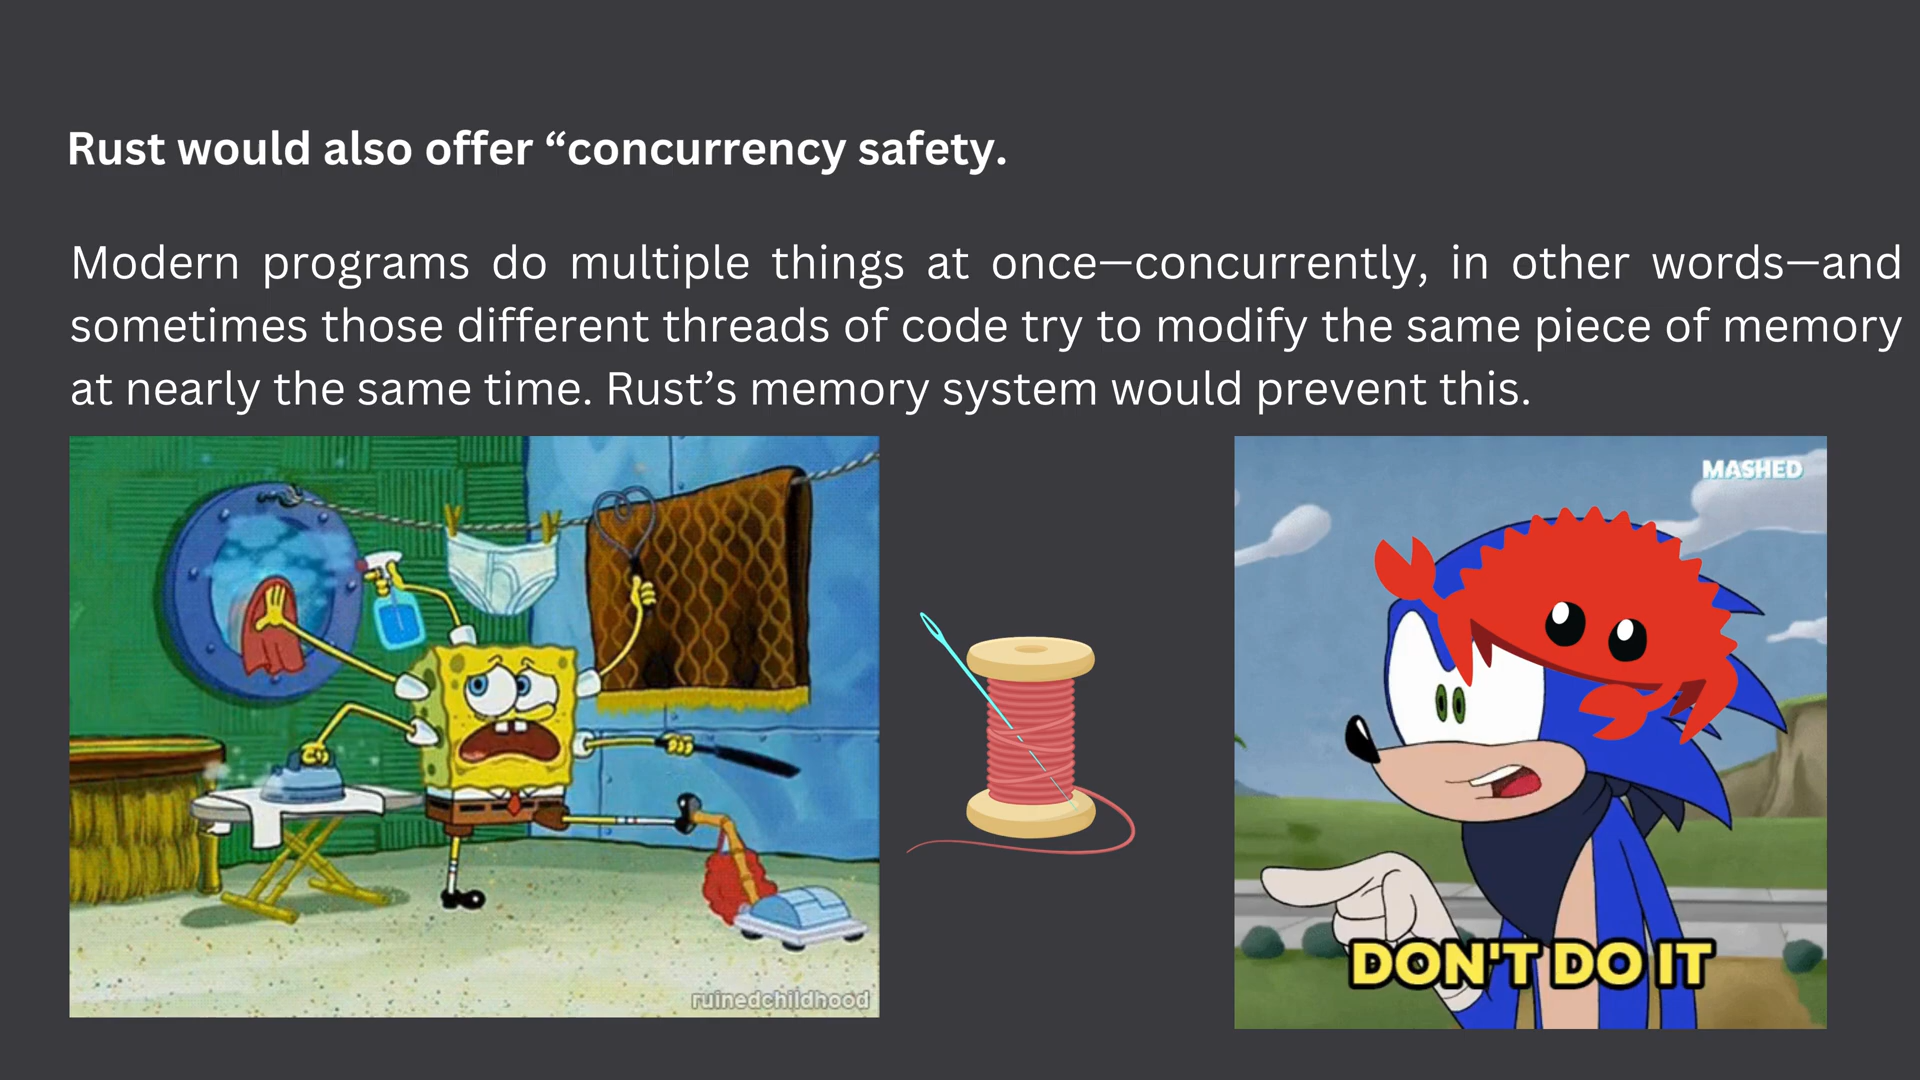 Rust would also offer “concurrency safety.
Modern programs do multiple things at once—concurrently, in other words—and
sometimes those different threads of code try to modify the same piece of memory
at nearly the same time. Rust’s memory system would prevent this.
MASHED
DON'T DO IT
ruinedchildhood